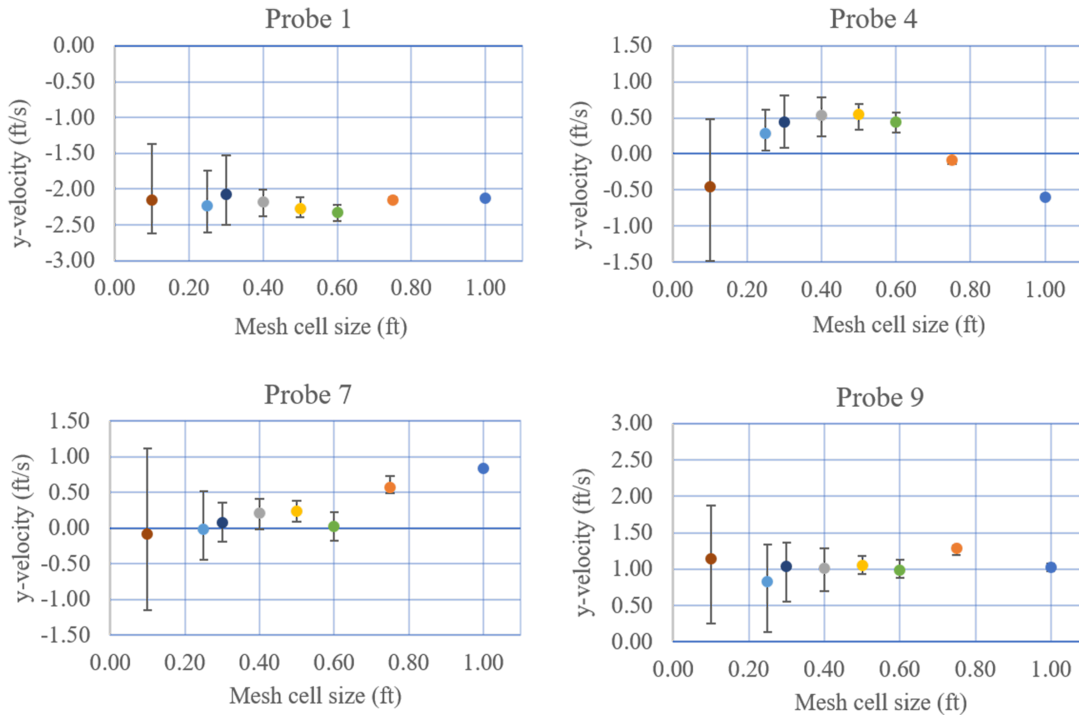 Probe 1
0.00
-0.50
-1.00
-1.50
-2.00
-2.50
-3.00
y-velocity (ft/s)
0.00 0.20 0.40 0.60 0.80 1.00
Mesh cell size (ft)
Probe 4
1.50
1.00
0.50
0.00
-0.50
-1.00
-1.50
y-velocity (ft/s)
0.00 0.20 0.40 0.60 0.80 1.00
Mesh cell size (ft)
Probe 7
1.50
1.00
0.50
0.00
-0.50
-1.00
-1.50
y-velocity (ft/s)
0.00 0.20 0.40 0.60 0.80 1.00
Mesh cell size (ft)
Probe 9
3.00
2.50
2.00
1.50
1.00
0.50
0.00
y-velocity (ft/s)
0.00 0.20 0.40 0.60 0.80 1.00
Mesh cell size (ft)